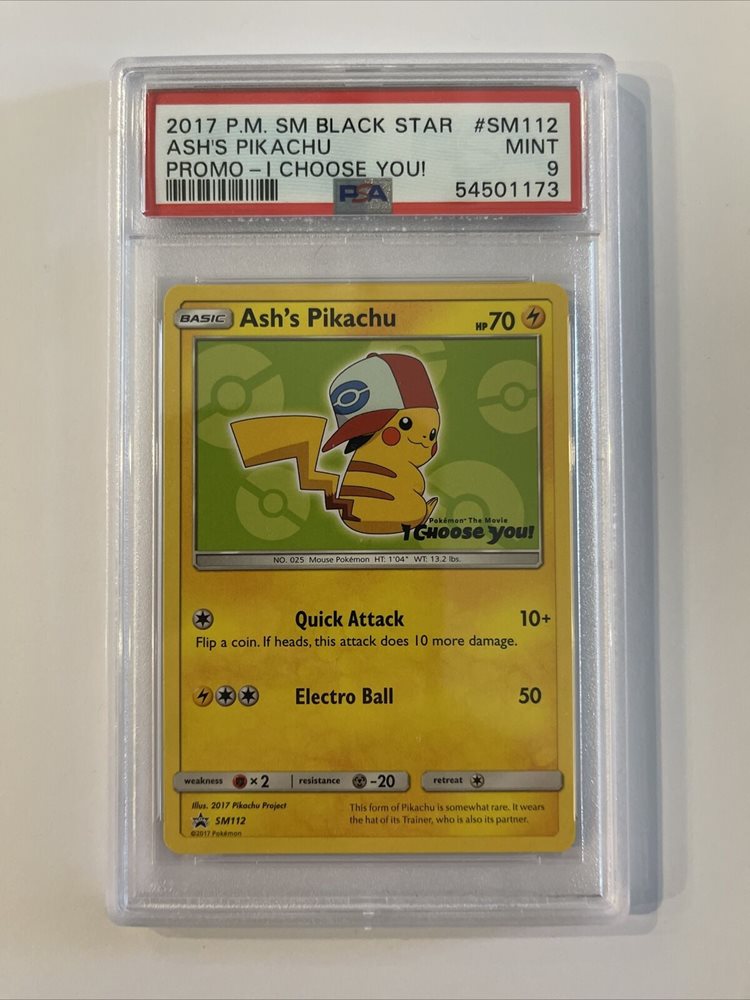 2017 P.M. SM BLACK STAR #SM112
ASH'S PIKACHU MINT
PROMO - I CHOOSE YOU! 9
PSA 54501173
BASIC Ash's Pikachu HP 70
Pokémon The Movie
I Choose You!
NO. 025 Mouse Pokémon HT: 1'04" WT: 13.2 lbs.
Quick Attack 10+
Flip a coin. If heads, this attack does 10 more damage.
Electro Ball 50
weakness ×2 resistance -20 retreat
Illus. 2017 Pikachu Project
SM112
©2017 Pokémon
This form of Pikachu is somewhat rare. It wears
the hat of its Trainer, who is also its partner.